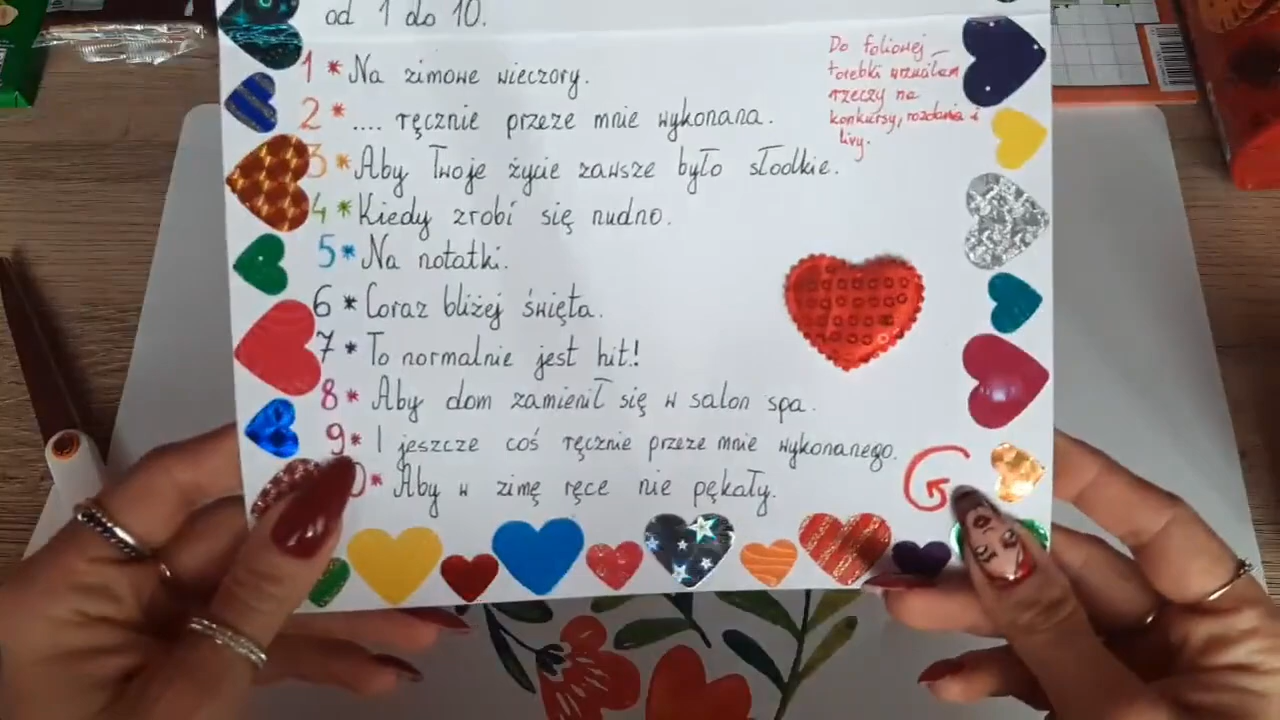 od 1 do 10.
1 * Na zimowe wieczory.
2 * .... ręcznie przeze mnie wykonana.
3 * Aby Twoje życie zawsze było słodkie.
4 * Kiedy zrobi się nudno.
5 * Na notatki.
6 * Coraz bliżej święta.
7 * To normalnie jest hit!
8 * Aby dom zamienił się w salon spa.
9 * I jeszcze coś ręcznie przeze mnie wykonanego.
0 * Aby w zimę ręce nie pękały.
Do foliowej
torebki wrzuciłam
rzeczy na
konkursy, rozdania i
livy.